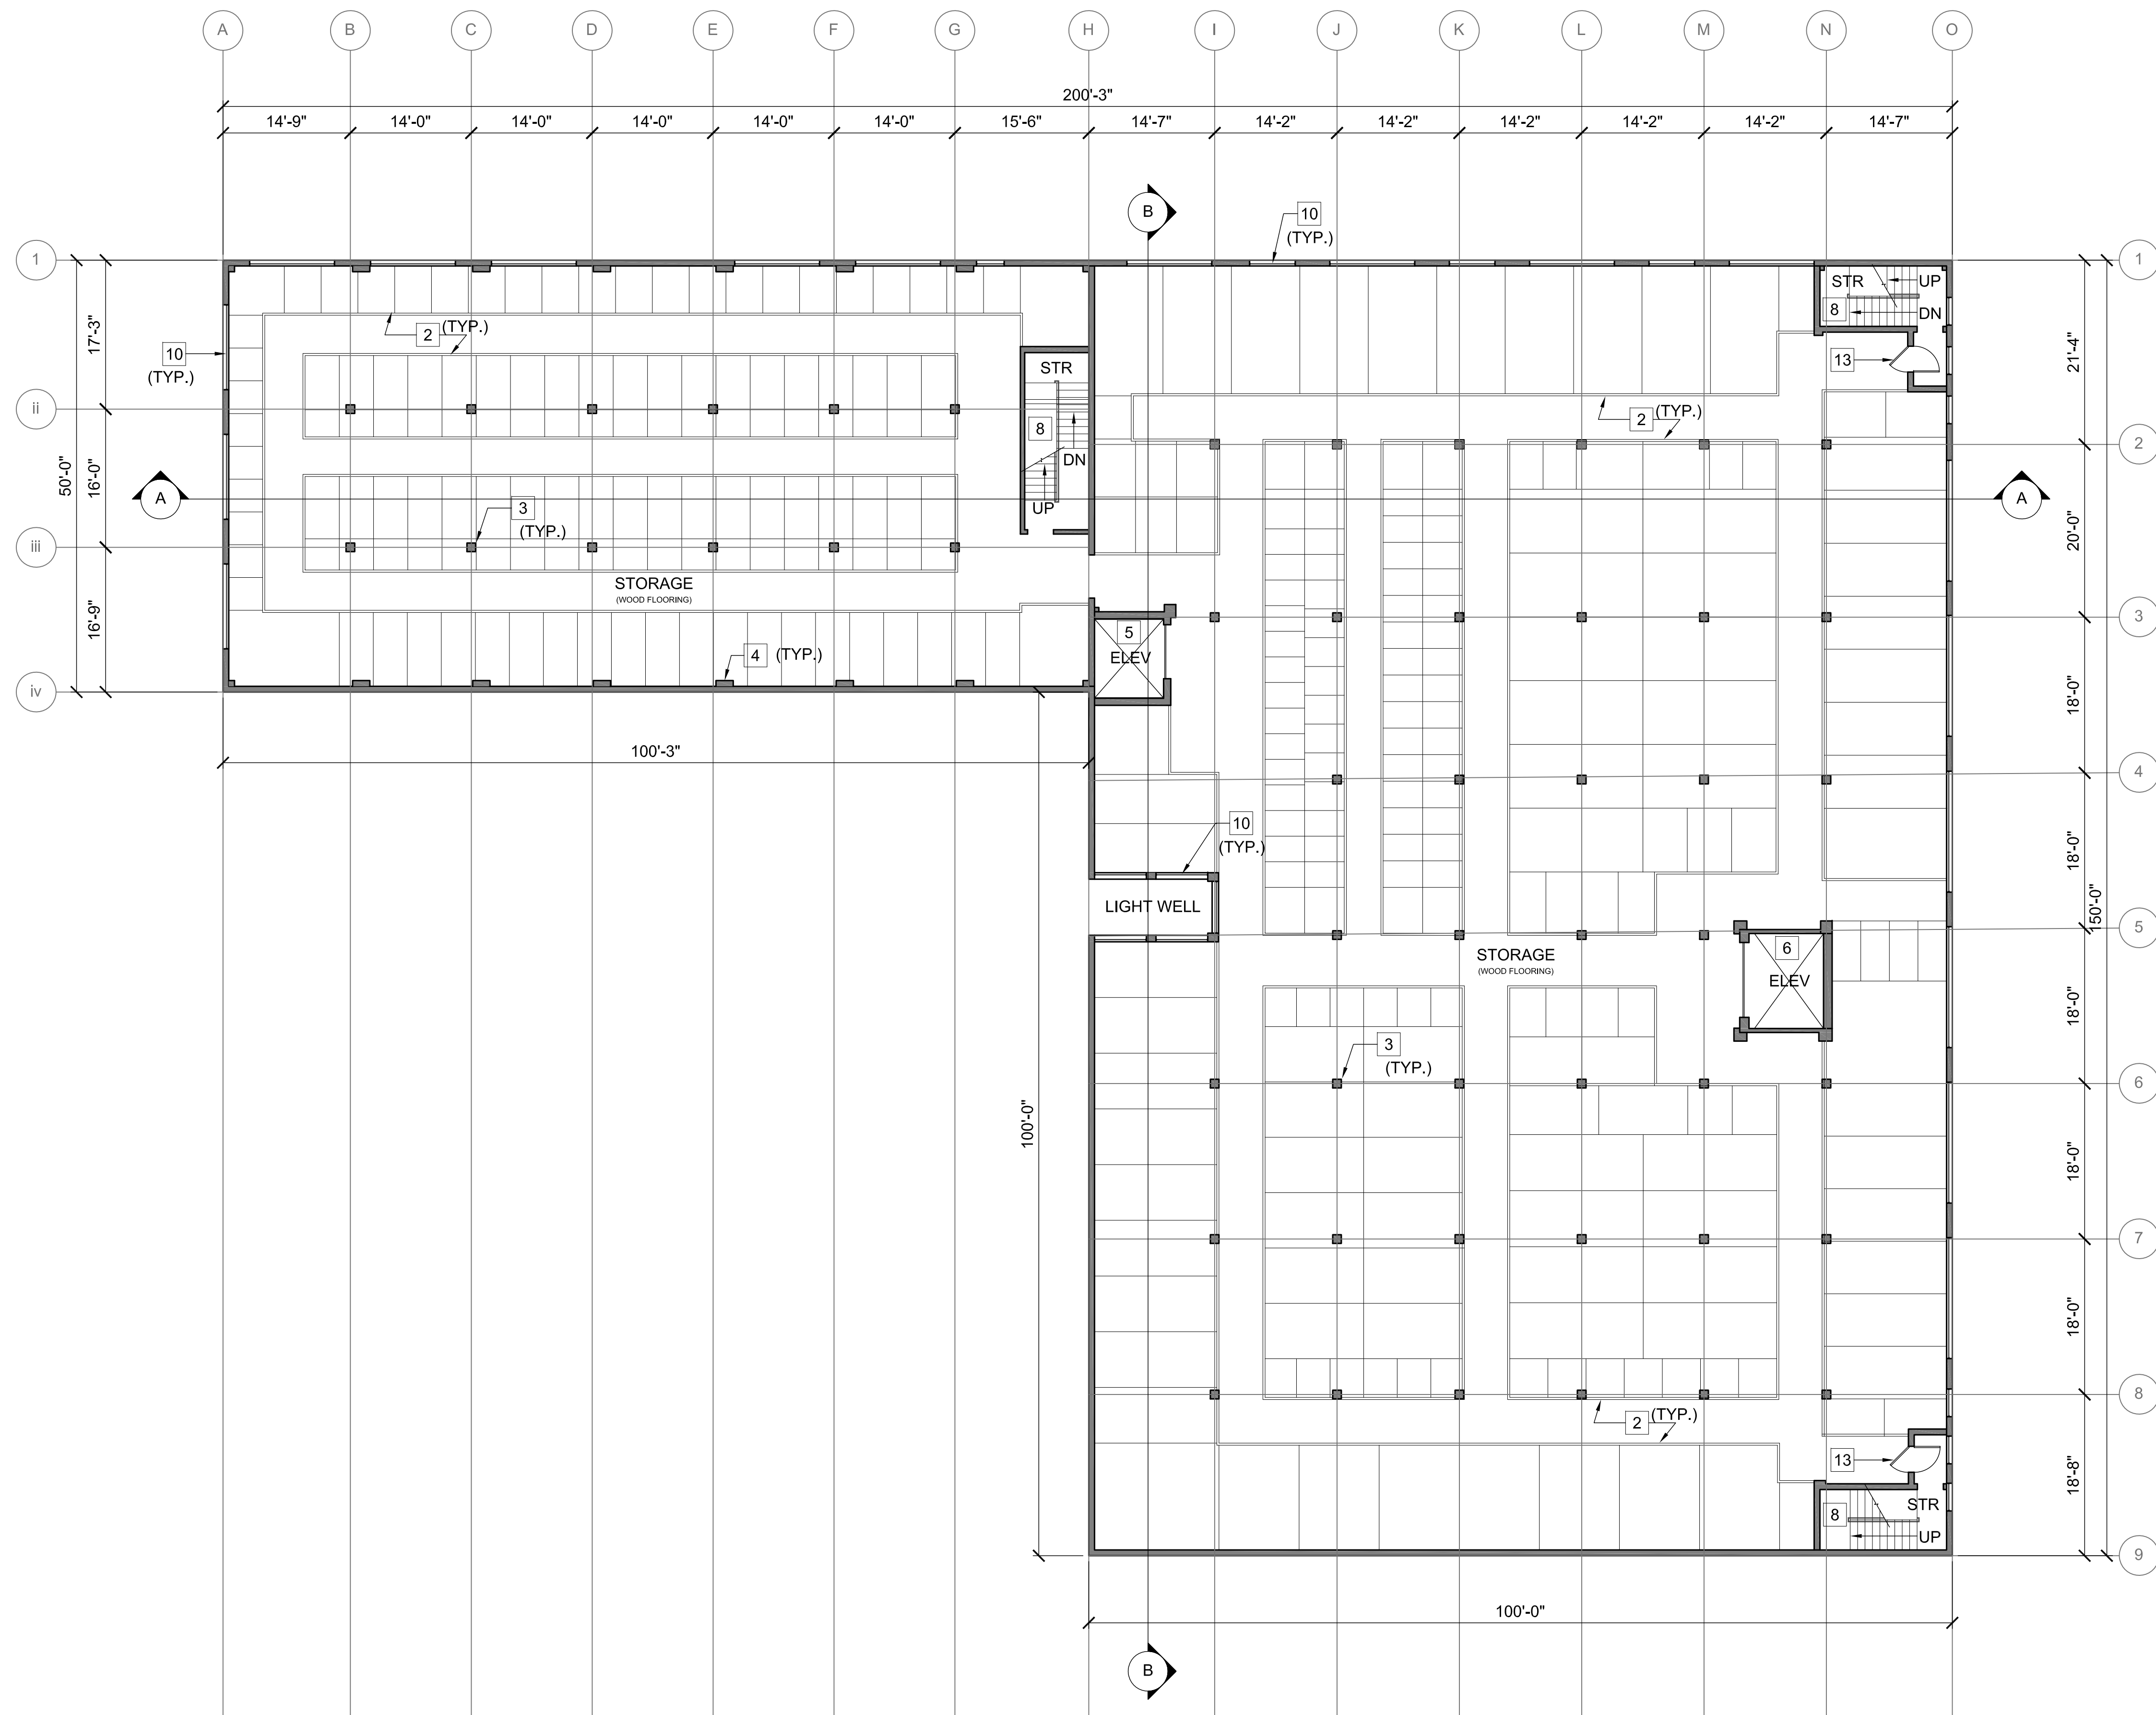 A B C D E F G H I J K L M N O
200'-3"
14'-9" 14'-0" 14'-0" 14'-0" 14'-0" 14'-0" 15'-6" 14'-7" 14'-2" 14'-2" 14'-2" 14'-2" 14'-2" 14'-7"
B
10
(TYP.)
1
1
STR
UP
8
DN
2
(TYP.)
17'-3"
10
(TYP.)
13
21'-4"
STR
ii
8
2
(TYP.)
2
DN
50'-0"
16'-0"
A
A
3
(TYP.)
UP
20'-0"
iii
STORAGE
(WOOD FLOORING)
16'-9"
3
5
ELEV
4
(TYP.)
iv
18'-0"
100'-3"
4
10
(TYP.)
18'-0"
LIGHT WELL
150'-0"
5
STORAGE
(WOOD FLOORING)
6
ELEV
18'-0"
3
(TYP.)
6
100'-0"
18'-0"
7
18'-0"
8
2
(TYP.)
13
18'-8"
STR
8
UP
9
100'-0"
B